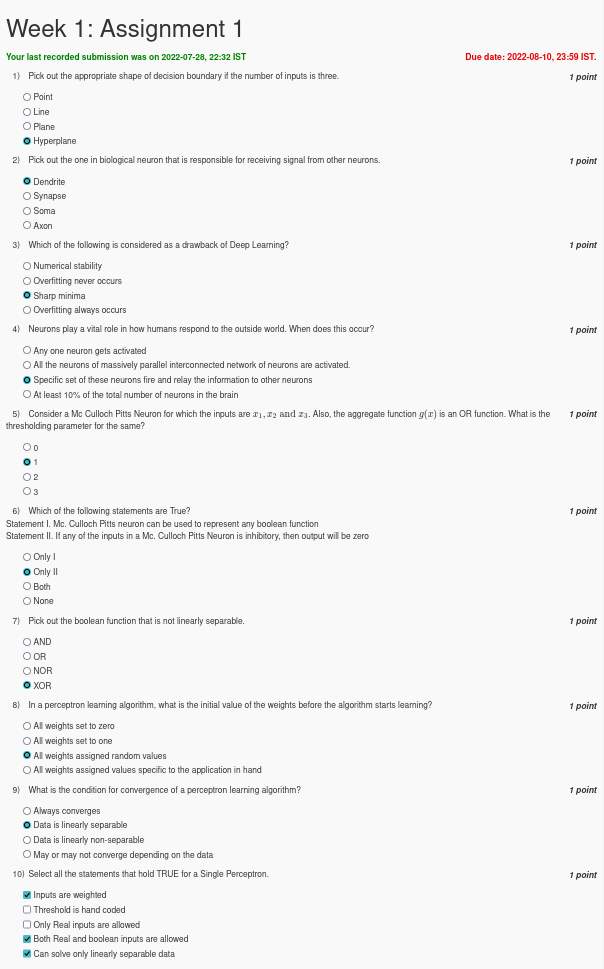 Week 1: Assignment 1
Your last recorded submission was on 2022-07-28, 22:32 IST Due date: 2022-08-10, 23:59 IST.
1) Pick out the appropriate shape of decision boundary if the number of inputs is three. 1 point
Point
Line
Plane
Hyperplane
2) Pick out the one in biological neuron that is responsible for receiving signal from other neurons. 1 point
Dendrite
Synapse
Soma
Axon
3) Which of the following is considered as a drawback of Deep Learning? 1 point
Numerical stability
Overfitting never occurs
Sharp minima
Overfitting always occurs
4) Neurons play a vital role in how humans respond to the outside world. When does this occur? 1 point
Any one neuron gets activated
All the neurons of massively parallel interconnected network of neurons are activated.
Specific set of these neurons fire and relay the information to other neurons
At least 10% of the total number of neurons in the brain
5) Consider a Mc Culloch Pitts Neuron for which the inputs are x₁, x₂ and x₃. Also, the aggregate function g(x) is an OR function. What is the 1 point
thresholding parameter for the same?
0
1
2
3
6) Which of the following statements are True? 1 point
Statement I. Mc. Culloch Pitts neuron can be used to represent any boolean function
Statement II. If any of the inputs in a Mc. Culloch Pitts Neuron is inhibitory, then output will be zero
Only I
Only II
Both
None
7) Pick out the boolean function that is not linearly separable. 1 point
AND
OR
NOR
XOR
8) In a perceptron learning algorithm, what is the initial value of the weights before the algorithm starts learning? 1 point
All weights set to zero
All weights set to one
All weights assigned random values
All weights assigned values specific to the application in hand
9) What is the condition for convergence of a perceptron learning algorithm? 1 point
Always converges
Data is linearly separable
Data is linearly non-separable
May or may not converge depending on the data
10) Select all the statements that hold TRUE for a Single Perceptron. 1 point
Inputs are weighted
Threshold is hand coded
Only Real inputs are allowed
Both Real and boolean inputs are allowed
Can solve only linearly separable data